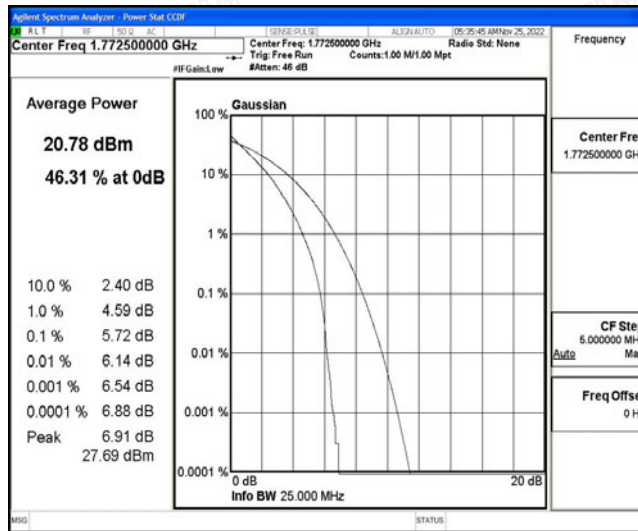 Agilent Spectrum Analyzer - Power Stat CCDF
R L T RF 50 Ω AC SENSE:PULSE ALIGN AUTO 05:35:45 AM Nov 25, 2022
Center Freq 1.772500000 GHz
Center Freq: 1.772500000 GHz Radio Std: None
Trig: Free Run Counts:1.00 M/1.00 Mpt
#IFGain:Low #Atten: 46 dB
Frequency
Average Power
20.78 dBm
46.31 % at 0dB
10.0 % 2.40 dB
1.0 % 4.59 dB
0.1 % 5.72 dB
0.01 % 6.14 dB
0.001 % 6.54 dB
0.0001 % 6.88 dB
Peak 6.91 dB
27.69 dBm
Gaussian
100 %
10 %
1 %
0.1 %
0.01 %
0.001 %
0.0001 %
0 dB 20 dB
Info BW 25.000 MHz
Center Fre
1.772500000 GH
CF Ste
5.000000 MH
Auto Ma
Freq Offse
0 H
MSG STATUS